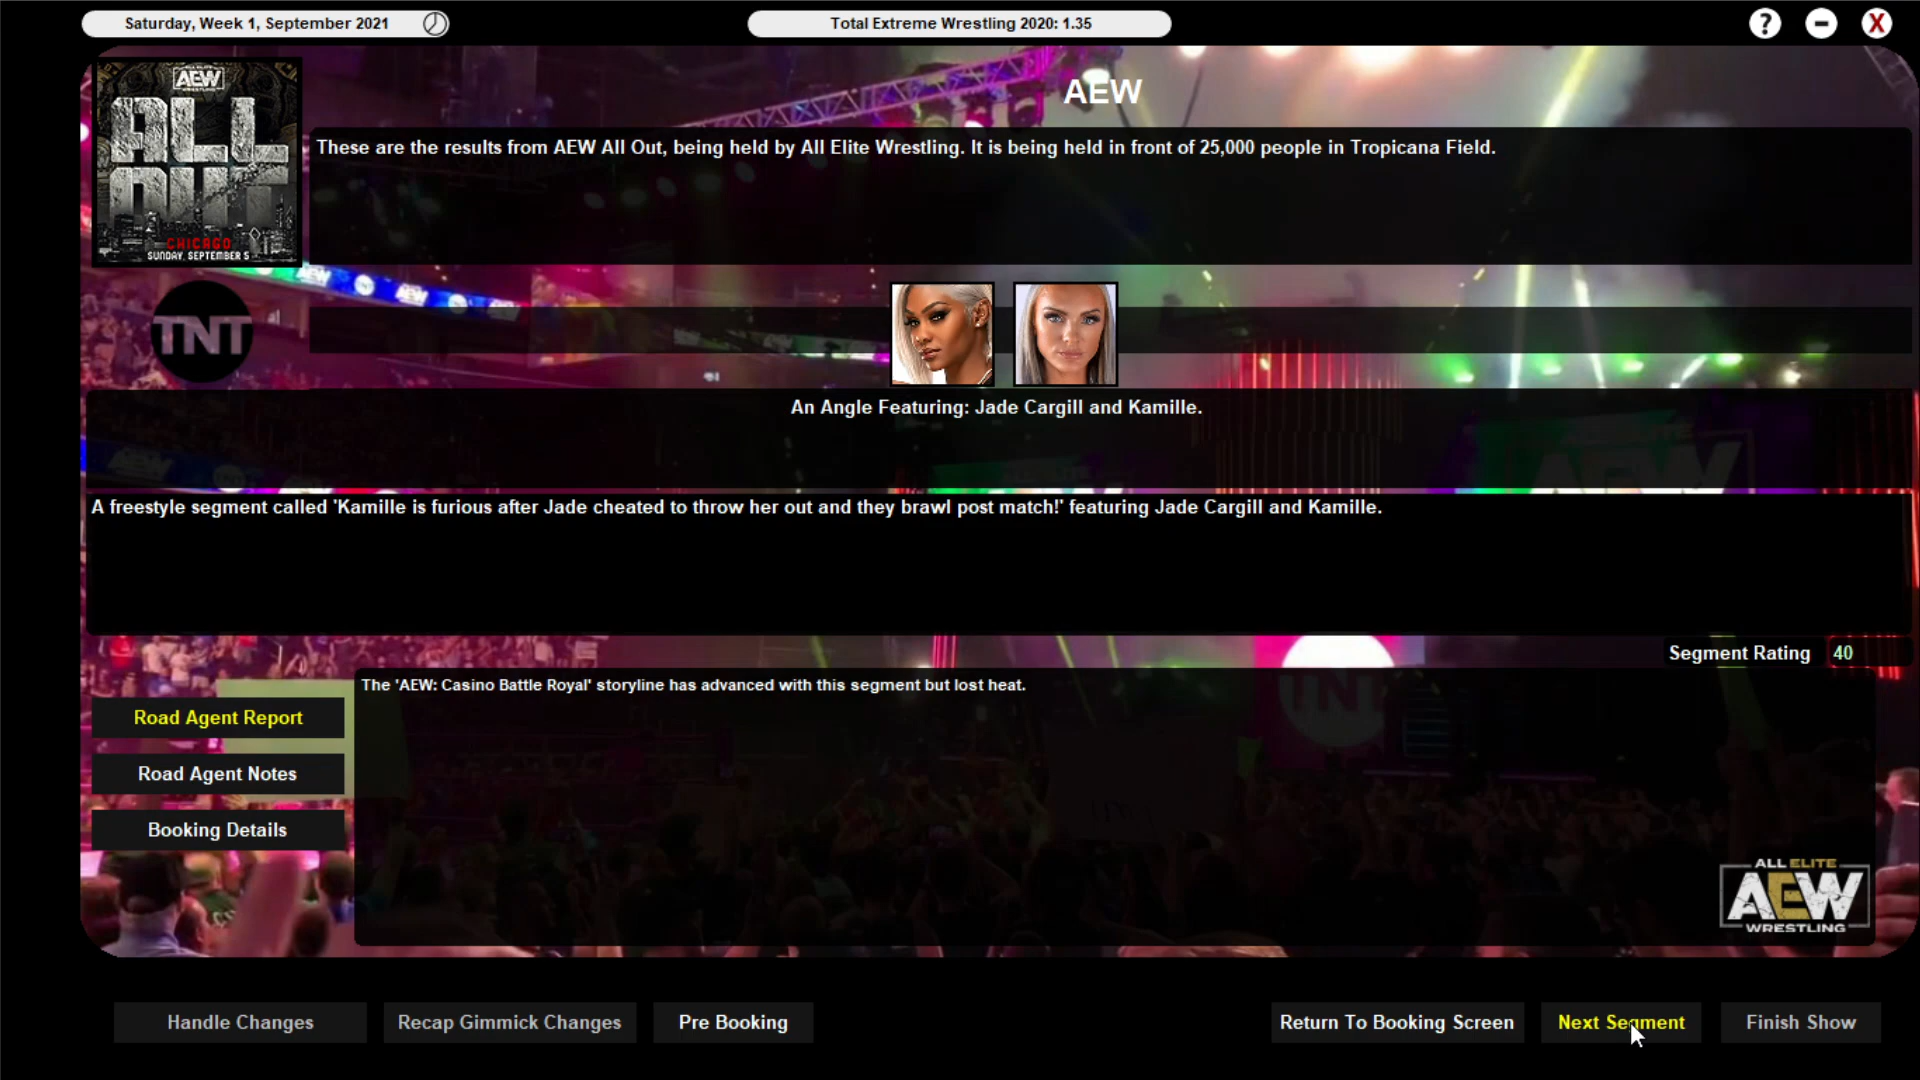 Saturday, Week 1, September 2021
Total Extreme Wrestling 2020: 1.35
?
X
ALL ELITE
AEW
WRESTLING
ALL
OUT
CHICAGO
SUNDAY, SEPTEMBER 5
AEW
These are the results from AEW All Out, being held by All Elite Wrestling. It is being held in front of 25,000 people in Tropicana Field.
TNT
An Angle Featuring: Jade Cargill and Kamille.
A freestyle segment called 'Kamille is furious after Jade cheated to throw her out and they brawl post match!' featuring Jade Cargill and Kamille.
Segment Rating 40
The 'AEW: Casino Battle Royal' storyline has advanced with this segment but lost heat.
Road Agent Report
Road Agent Notes
Booking Details
TNT
ALL ELITE
AEW
WRESTLING
Handle Changes
Recap Gimmick Changes
Pre Booking
Return To Booking Screen
Next Segment
Finish Show